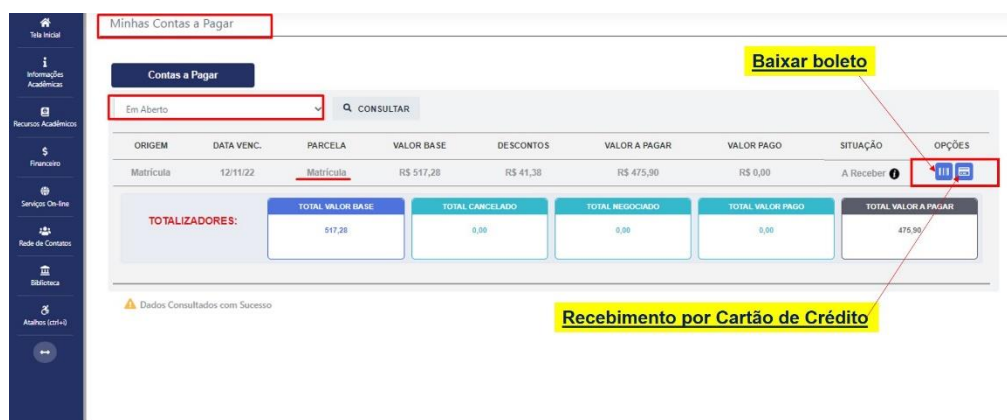 Minhas Contas a Pagar
Tela Inicial
Informações
Acadêmicas
Recursos Acadêmicos
Financeiro
Serviços On-line
Rede de Contatos
Biblioteca
Atalhos (ctrl+i)
Contas a Pagar
Baixar boleto
Em Aberto
CONSULTAR
ORIGEM DATA VENC. PARCELA VALOR BASE DESCONTOS VALOR A PAGAR VALOR PAGO SITUAÇÃO OPÇÕES
Matrícula 12/11/22 Matrícula R$ 517,28 R$ 41,38 R$ 475,90 R$ 0,00 A Receber
TOTALIZADORES:
TOTAL VALOR BASE TOTAL CANCELADO TOTAL NEGOCIADO TOTAL VALOR PAGO TOTAL VALOR A PAGAR
517,28 0,00 0,00 0,00 475,90
Dados Consultados com Sucesso
Recebimento por Cartão de Crédito